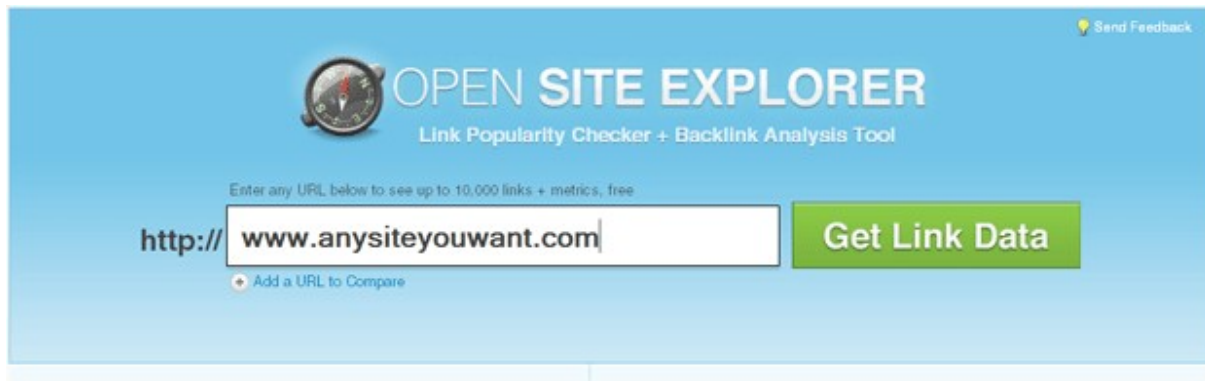 Send Feedback
OPEN SITE EXPLORER
Link Popularity Checker + Backlink Analysis Tool
Enter any URL below to see up to 10,000 links + metrics, free
http:// www.anysiteyouwant.com Get Link Data
Add a URL to Compare